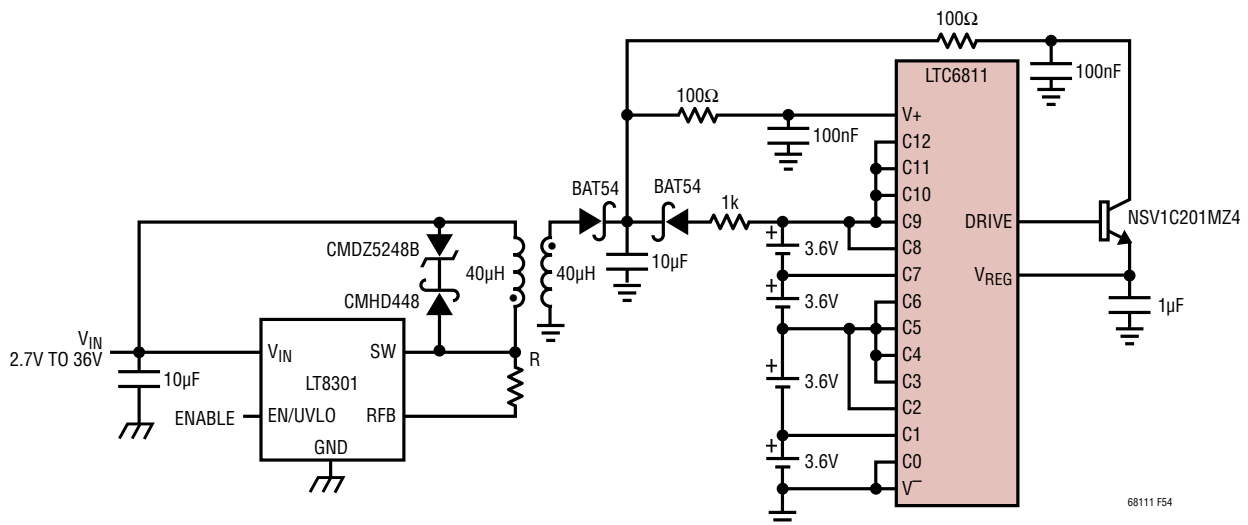 100Ω
LTC6811
100nF
100Ω
V+
100nF
C12
C11
BAT54
BAT54
1k
C10
C9
DRIVE
NSV1C201MZ4
CMDZ5248B
40µH
40µH
10µF
+
3.6V
C8
C7
VREG
CMHD448
+
3.6V
C6
1µF
C5
VIN
2.7V TO 36V
VIN
SW
R
C4
10µF
LT8301
+
3.6V
C3
ENABLE
EN/UVLO
RFB
C2
GND
C1
+
3.6V
C0
V–
68111 F54